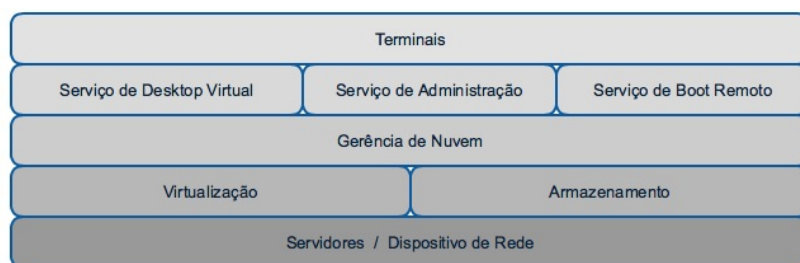 Terminais
Serviço de Desktop Virtual
Serviço de Administração
Serviço de Boot Remoto
Gerência de Nuvem
Virtualização
Armazenamento
Servidores / Dispositivo de Rede